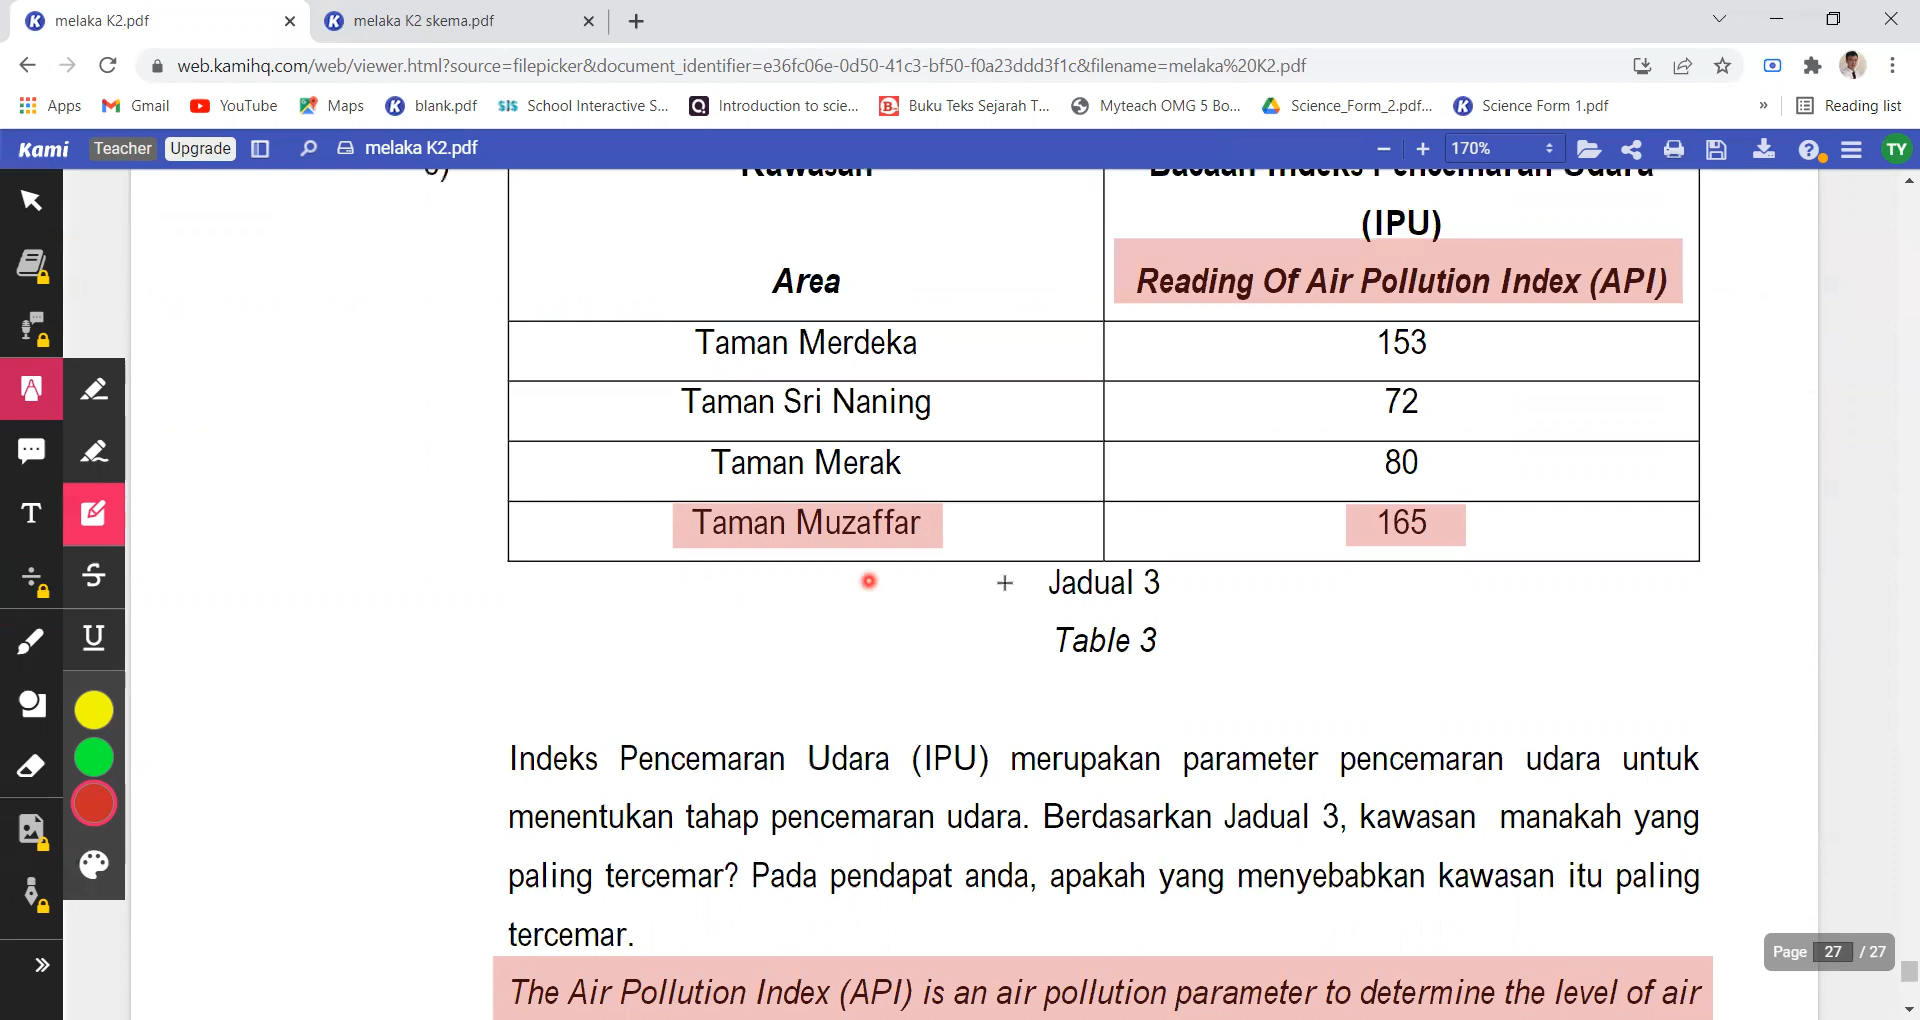 melaka K2.pdf
melaka K2 skema.pdf
web.kamihq.com/web/viewer.html?source=filepicker&document_identifier=e36fc06e-0d50-41c3-bf50-f0a23ddd3f1c&filename=melaka%20K2.pdf
Apps Gmail YouTube Maps blank.pdf SIS School Interactive S... Introduction to scie... Buku Teks Sejarah T... Myteach OMG 5 Bo... Science_Form_2.pdf... Science Form 1.pdf » Reading list
Kami Teacher Upgrade melaka K2.pdf 170% TY
Kawasan Bacaan Indeks Pencemaran Udara
(IPU)
Area Reading Of Air Pollution Index (API)
Taman Merdeka 153
Taman Sri Naning 72
Taman Merak 80
Taman Muzaffar 165
Jadual 3
Table 3
Indeks Pencemaran Udara (IPU) merupakan parameter pencemaran udara untuk
menentukan tahap pencemaran udara. Berdasarkan Jadual 3, kawasan manakah yang
paling tercemar? Pada pendapat anda, apakah yang menyebabkan kawasan itu paling
tercemar.
The Air Pollution Index (API) is an air pollution parameter to determine the level of air
Page 27 / 27